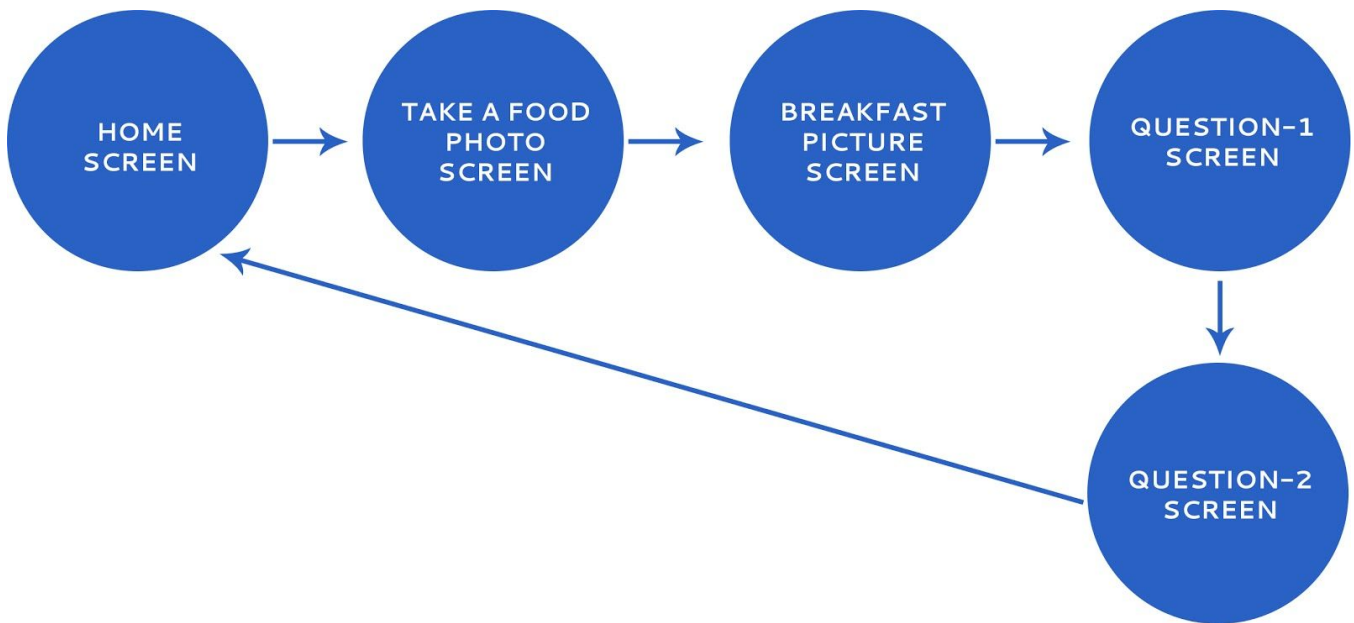 HOME
SCREEN
TAKE A FOOD
PHOTO
SCREEN
BREAKFAST
PICTURE
SCREEN
QUESTION-1
SCREEN
QUESTION-2
SCREEN